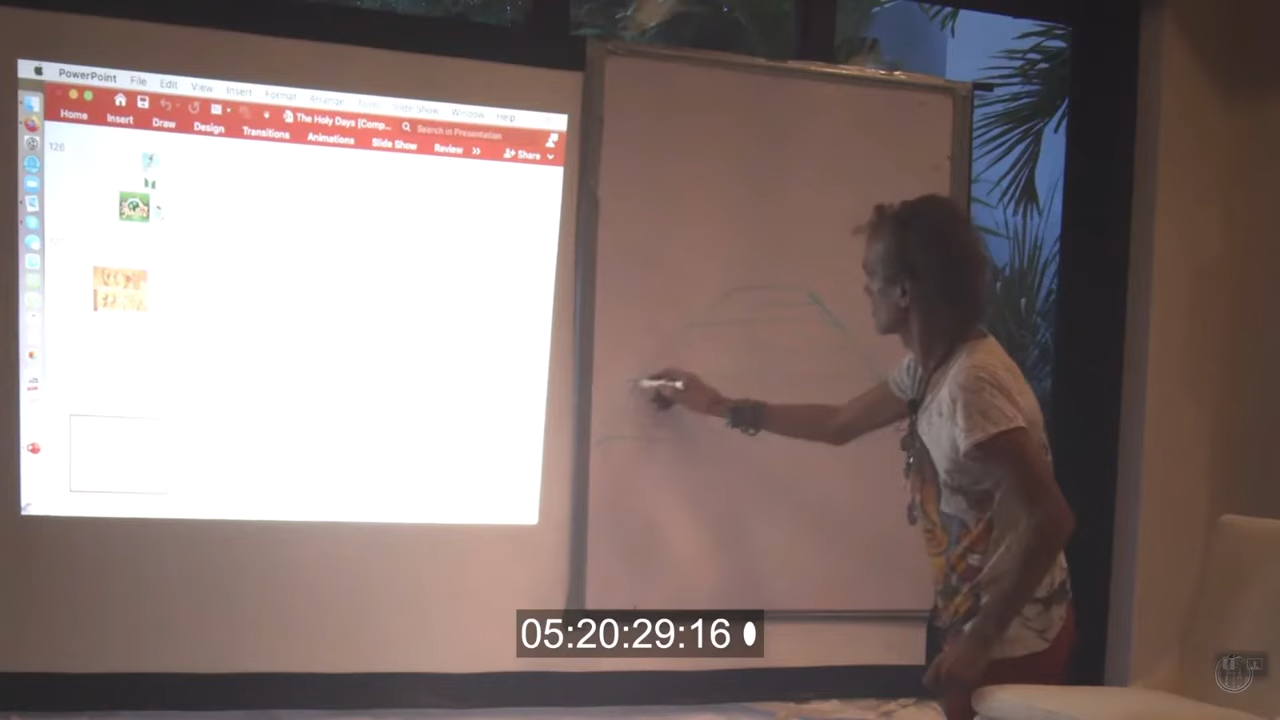 PowerPoint File Edit View Insert Format Arrange Tools Slide Show Window Help
The Holy Days [Comp... Search in Presentation
Home Insert Draw Design Transitions Animations Slide Show Review >> Share
126
05:20:29:16